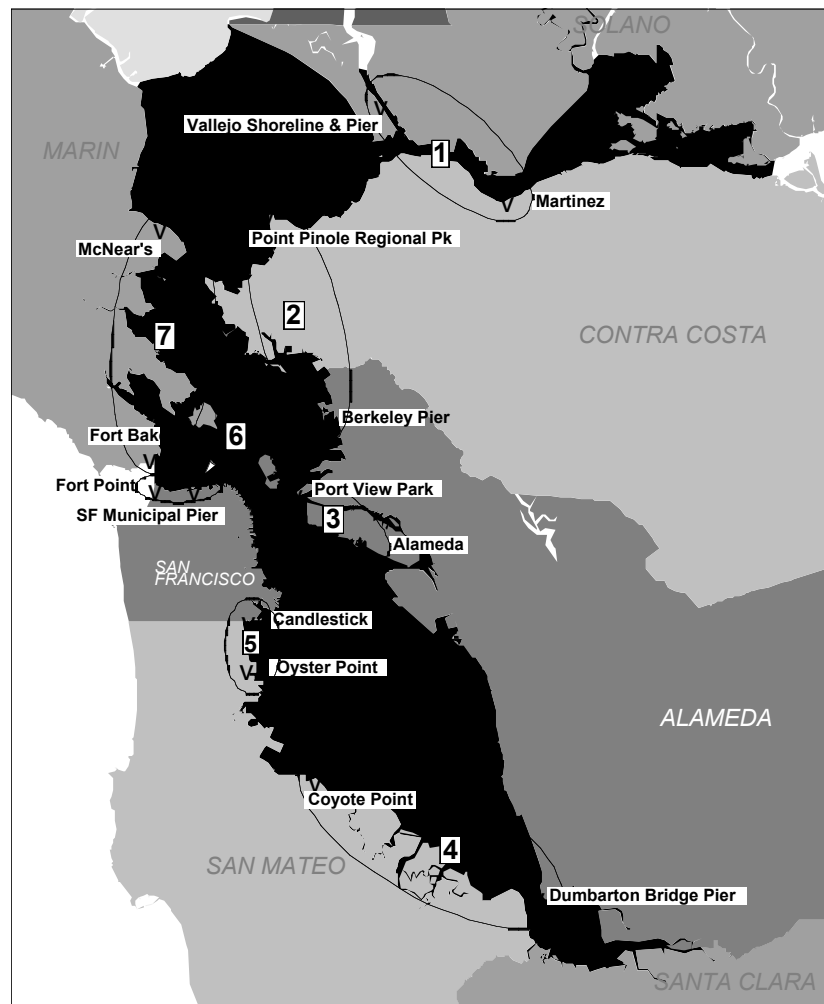 SOLANO
Vallejo Shoreline & Pier
MARIN
1
Martinez
Point Pinole Regional Pk
McNear's
2
7
CONTRA COSTA
Berkeley Pier
6
Fort Bak
Fort Point
Port View Park
SF Municipal Pier
3
Alameda
SAN
FRANCISCO
Candlestick
5
Oyster Point
ALAMEDA
Coyote Point
4
SAN MATEO
Dumbarton Bridge Pier
SANTA CLARA